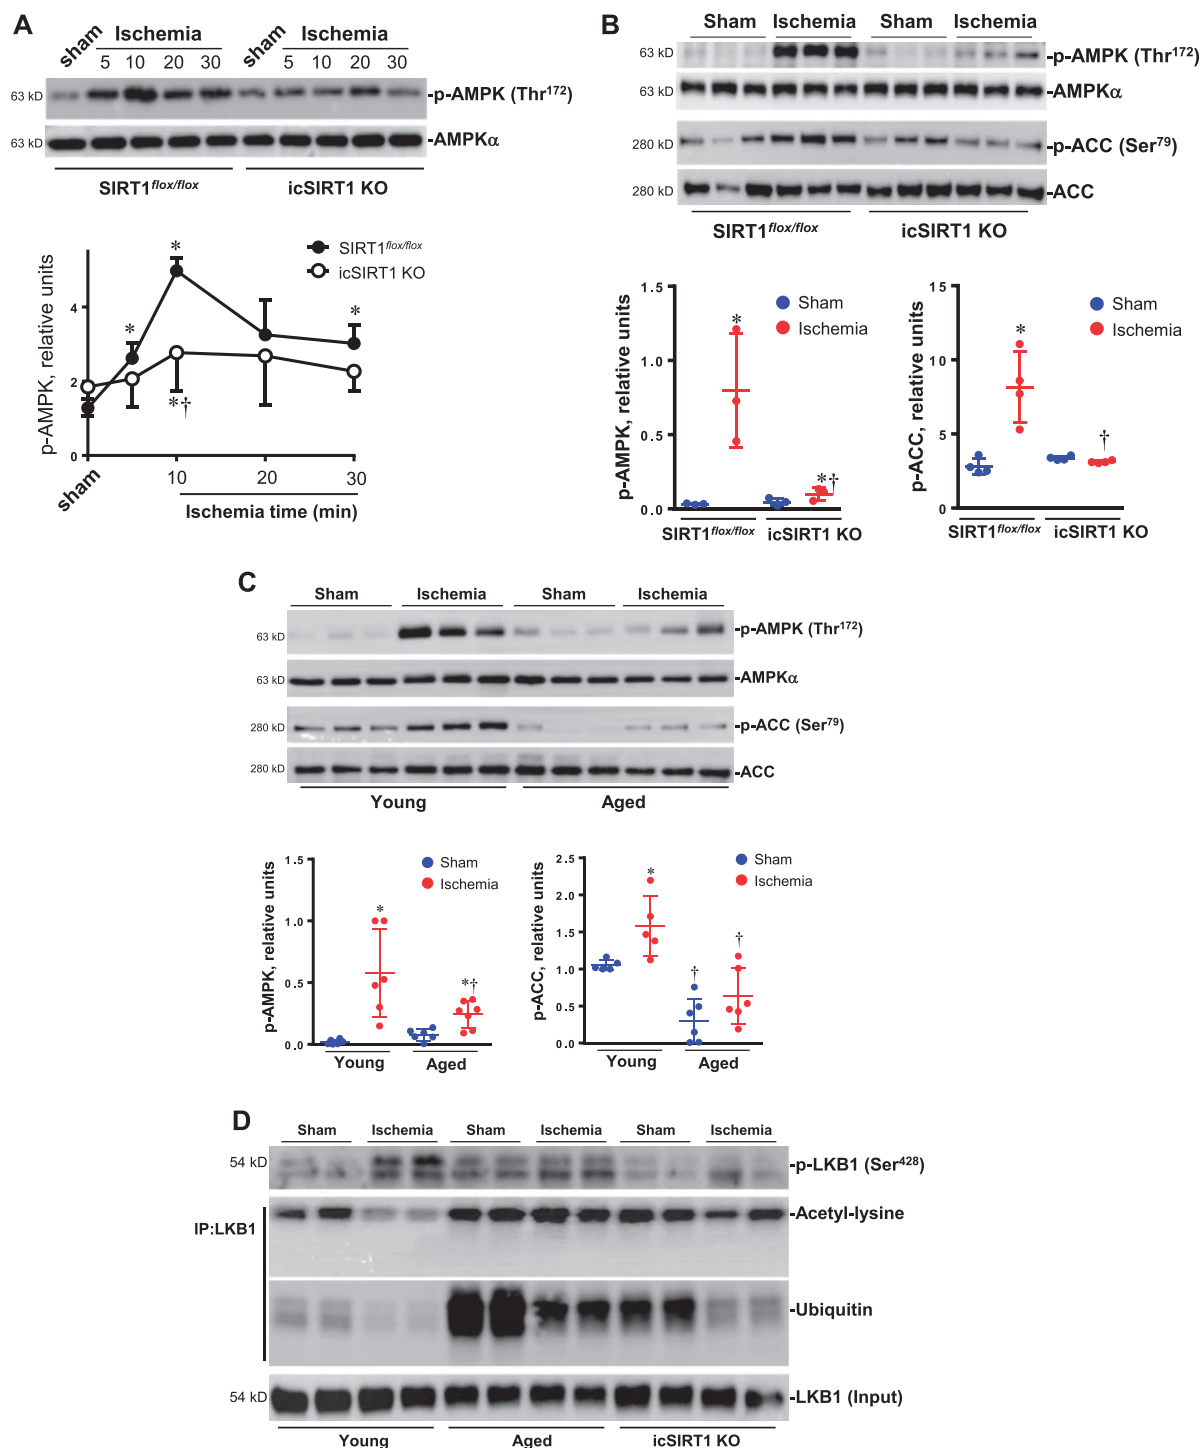 A
sham
Ischemia
sham
Ischemia
5 10 20 30 5 10 20 30
63 kD
-p-AMPK (Thr172)
63 kD
-AMPKα
SIRT1flox/flox
icSIRT1 KO
p-AMPK, relative units
4
2
0
*
*
*
*†
SIRT1flox/flox
icSIRT1 KO
sham
10 20 30
Ischemia time (min)
B
Sham Ischemia Sham Ischemia
63 kD
-p-AMPK (Thr172)
63 kD
-AMPKα
280 kD
-p-ACC (Ser79)
280 kD
-ACC
SIRT1flox/flox
icSIRT1 KO
p-AMPK, relative units
1.5
1.0
0.5
0.0
Sham
Ischemia
*
*†
SIRT1flox/flox icSIRT1 KO
p-ACC, relative units
15
10
5
0
Sham
Ischemia
*
†
SIRT1flox/flox icSIRT1 KO
C
Sham Ischemia Sham Ischemia
63 kD
-p-AMPK (Thr172)
63 kD
-AMPKα
280 kD
-p-ACC (Ser79)
280 kD
-ACC
Young Aged
p-AMPK, relative units
1.5
1.0
0.5
0.0
Sham
Ischemia
*
*†
Young Aged
p-ACC, relative units
2.5
2.0
1.5
1.0
0.5
0.0
Sham
Ischemia
*
†
†
Young Aged
D
Sham Ischemia Sham Ischemia Sham Ischemia
54 kD
-p-LKB1 (Ser428)
IP:LKB1
-Acetyl-lysine
-Ubiquitin
54 kD
-LKB1 (Input)
Young Aged icSIRT1 KO